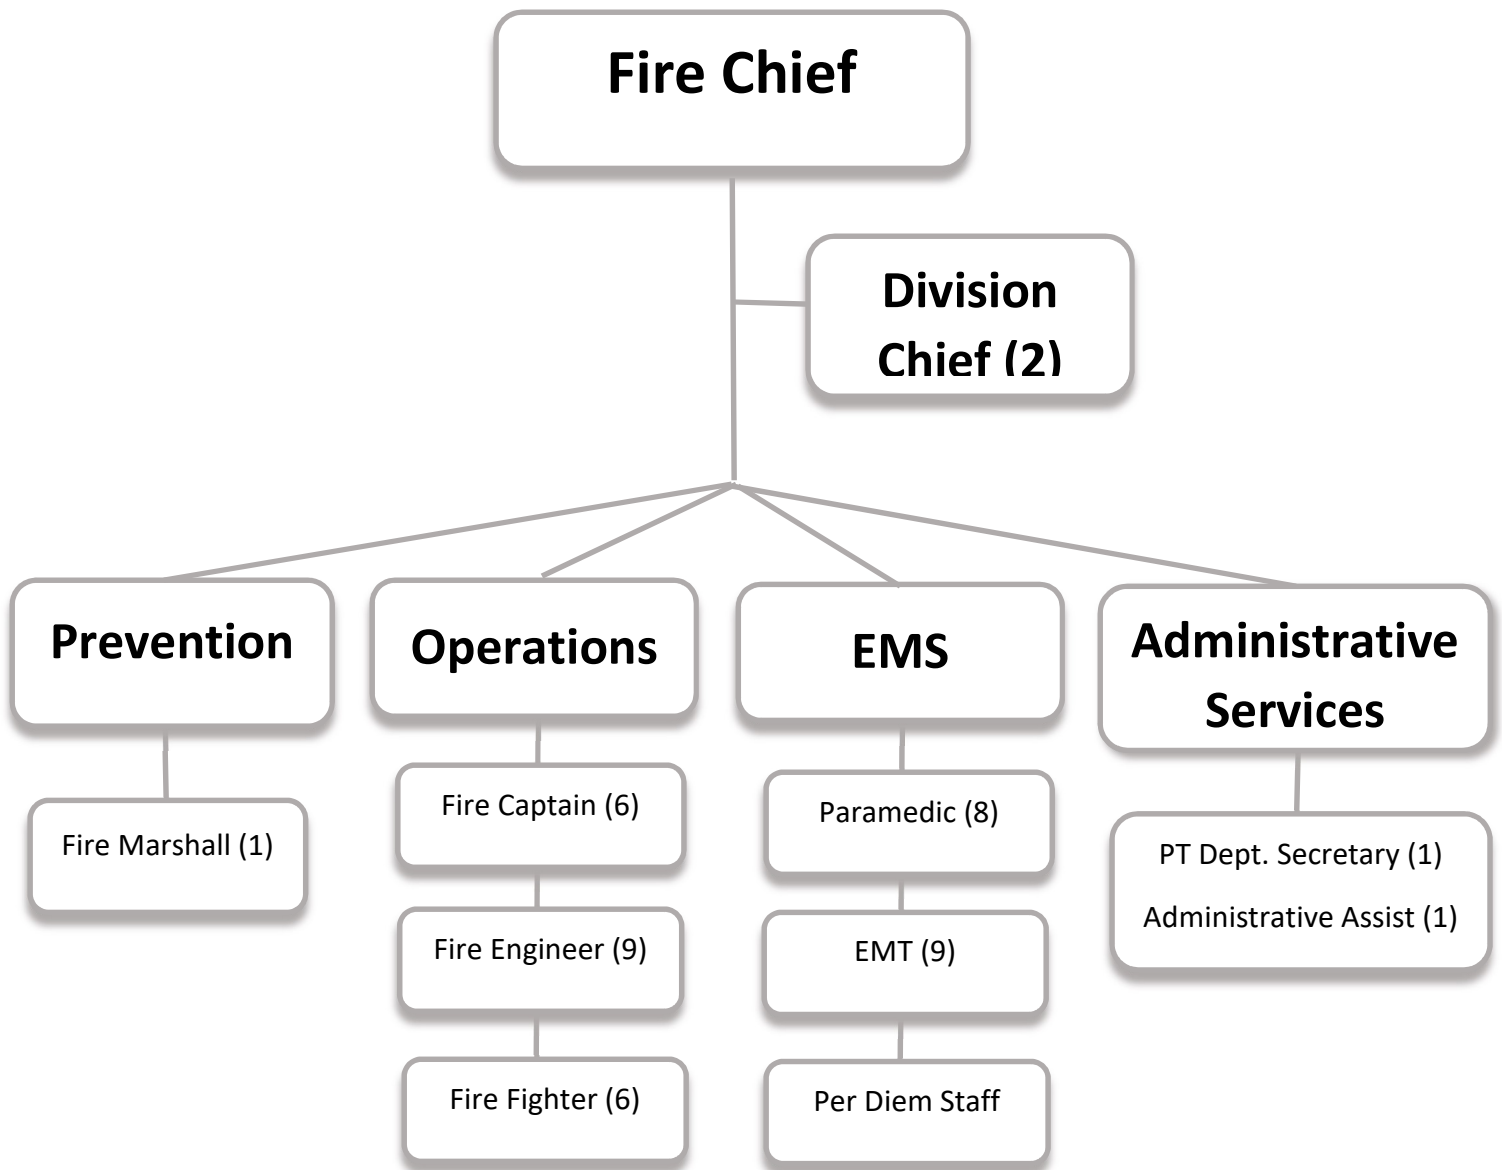 Fire Chief
Division
Chief (2)
Prevention
Operations
EMS
Administrative
Services
Fire Marshall (1)
Fire Captain (6)
Fire Engineer (9)
Fire Fighter (6)
Paramedic (8)
EMT (9)
Per Diem Staff
PT Dept. Secretary (1)
Administrative Assist (1)